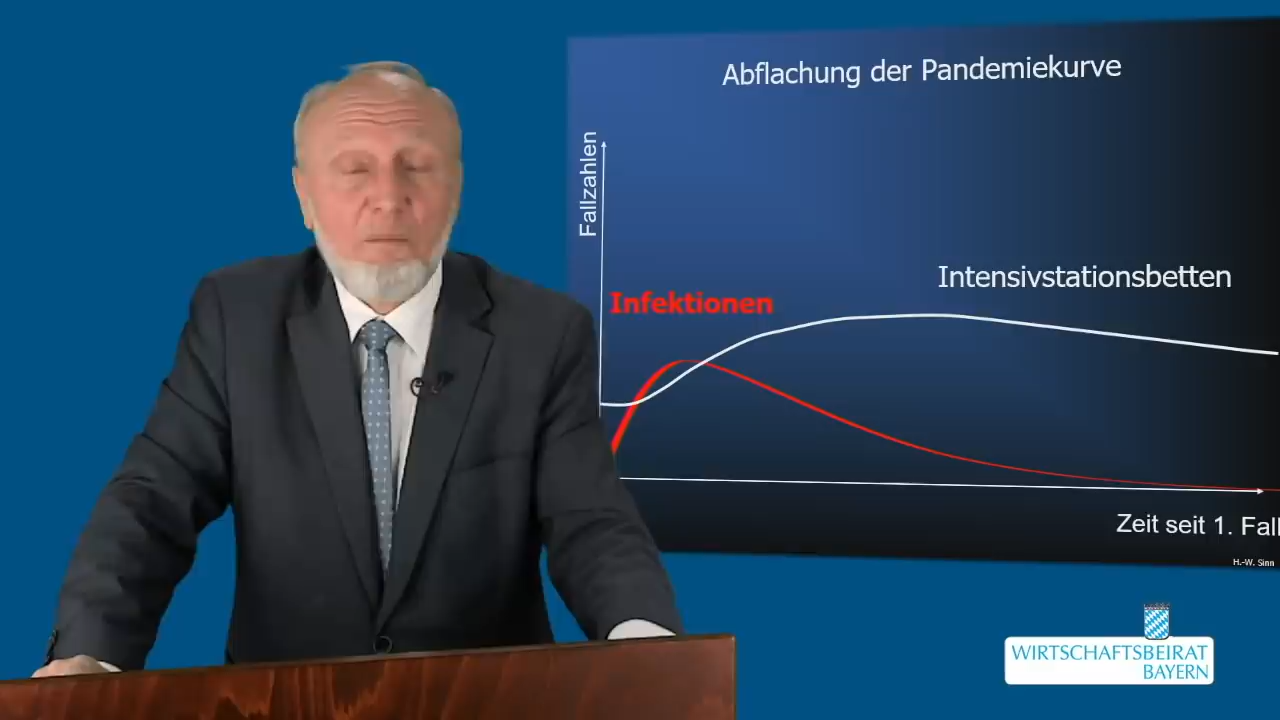 Abflachung der Pandemiekurve
Fallzahlen
Infektionen
Intensivstationsbetten
Zeit seit 1. Fall
H.-W. Sinn
WIRTSCHAFTSBEIRAT
BAYERN